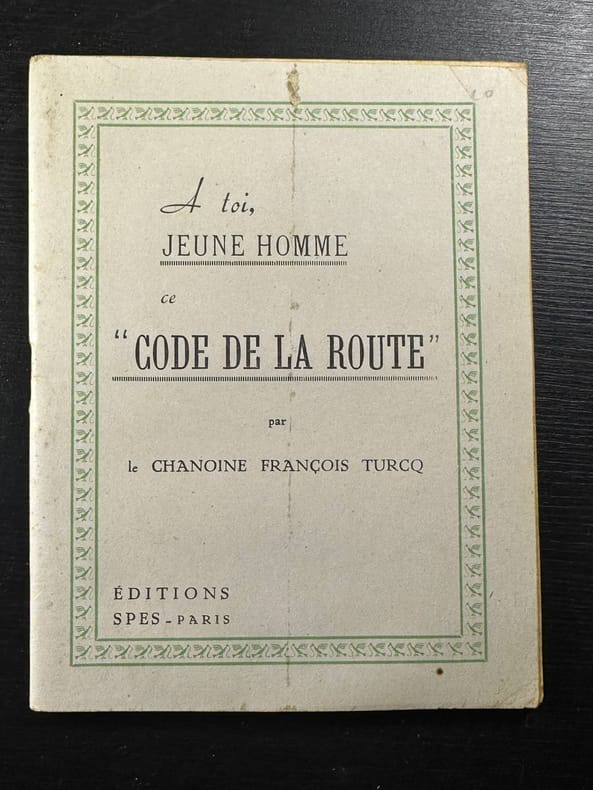 A toi,
JEUNE HOMME
ce
"CODE DE LA ROUTE"
par
le CHANOINE FRANÇOIS TURCQ
ÉDITIONS
SPES - PARIS